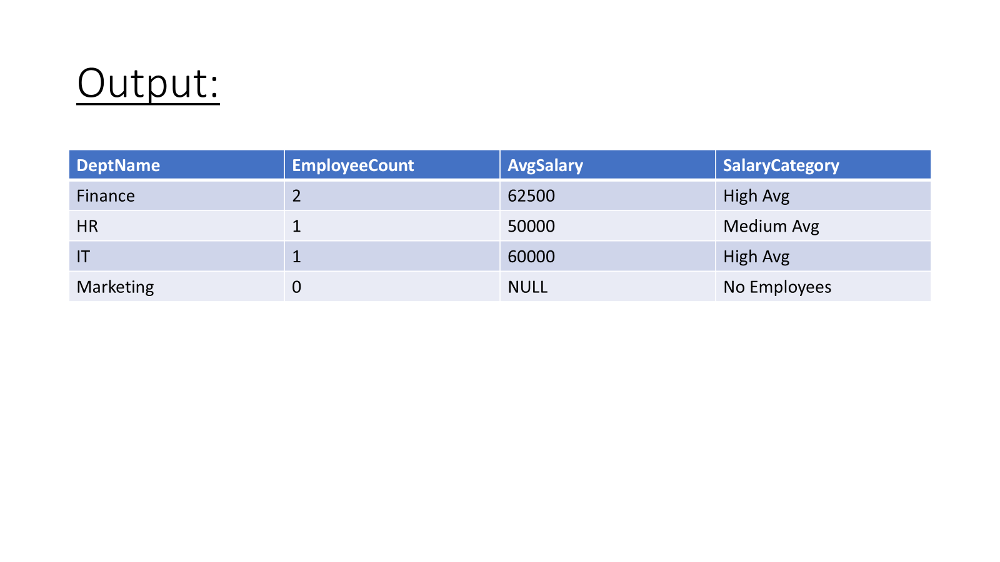 Output:
DeptName EmployeeCount AvgSalary SalaryCategory
Finance 2 62500 High Avg
HR 1 50000 Medium Avg
IT 1 60000 High Avg
Marketing 0 NULL No Employees